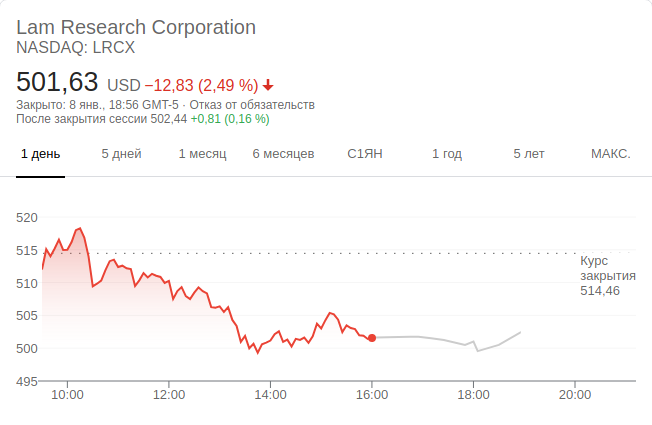 Lam Research Corporation
NASDAQ: LRCX
501,63 USD −12,83 (2,49 %)
Закрыто: 8 янв., 18:56 GMT-5 · Отказ от обязательств
После закрытия сессии 502,44 +0,81 (0,16 %)
1 день 5 дней 1 месяц 6 месяцев С1ЯН 1 год 5 лет МАКС.
520
515
Курс
закрытия
514,46
510
505
500
495
10:00 12:00 14:00 16:00 18:00 20:00